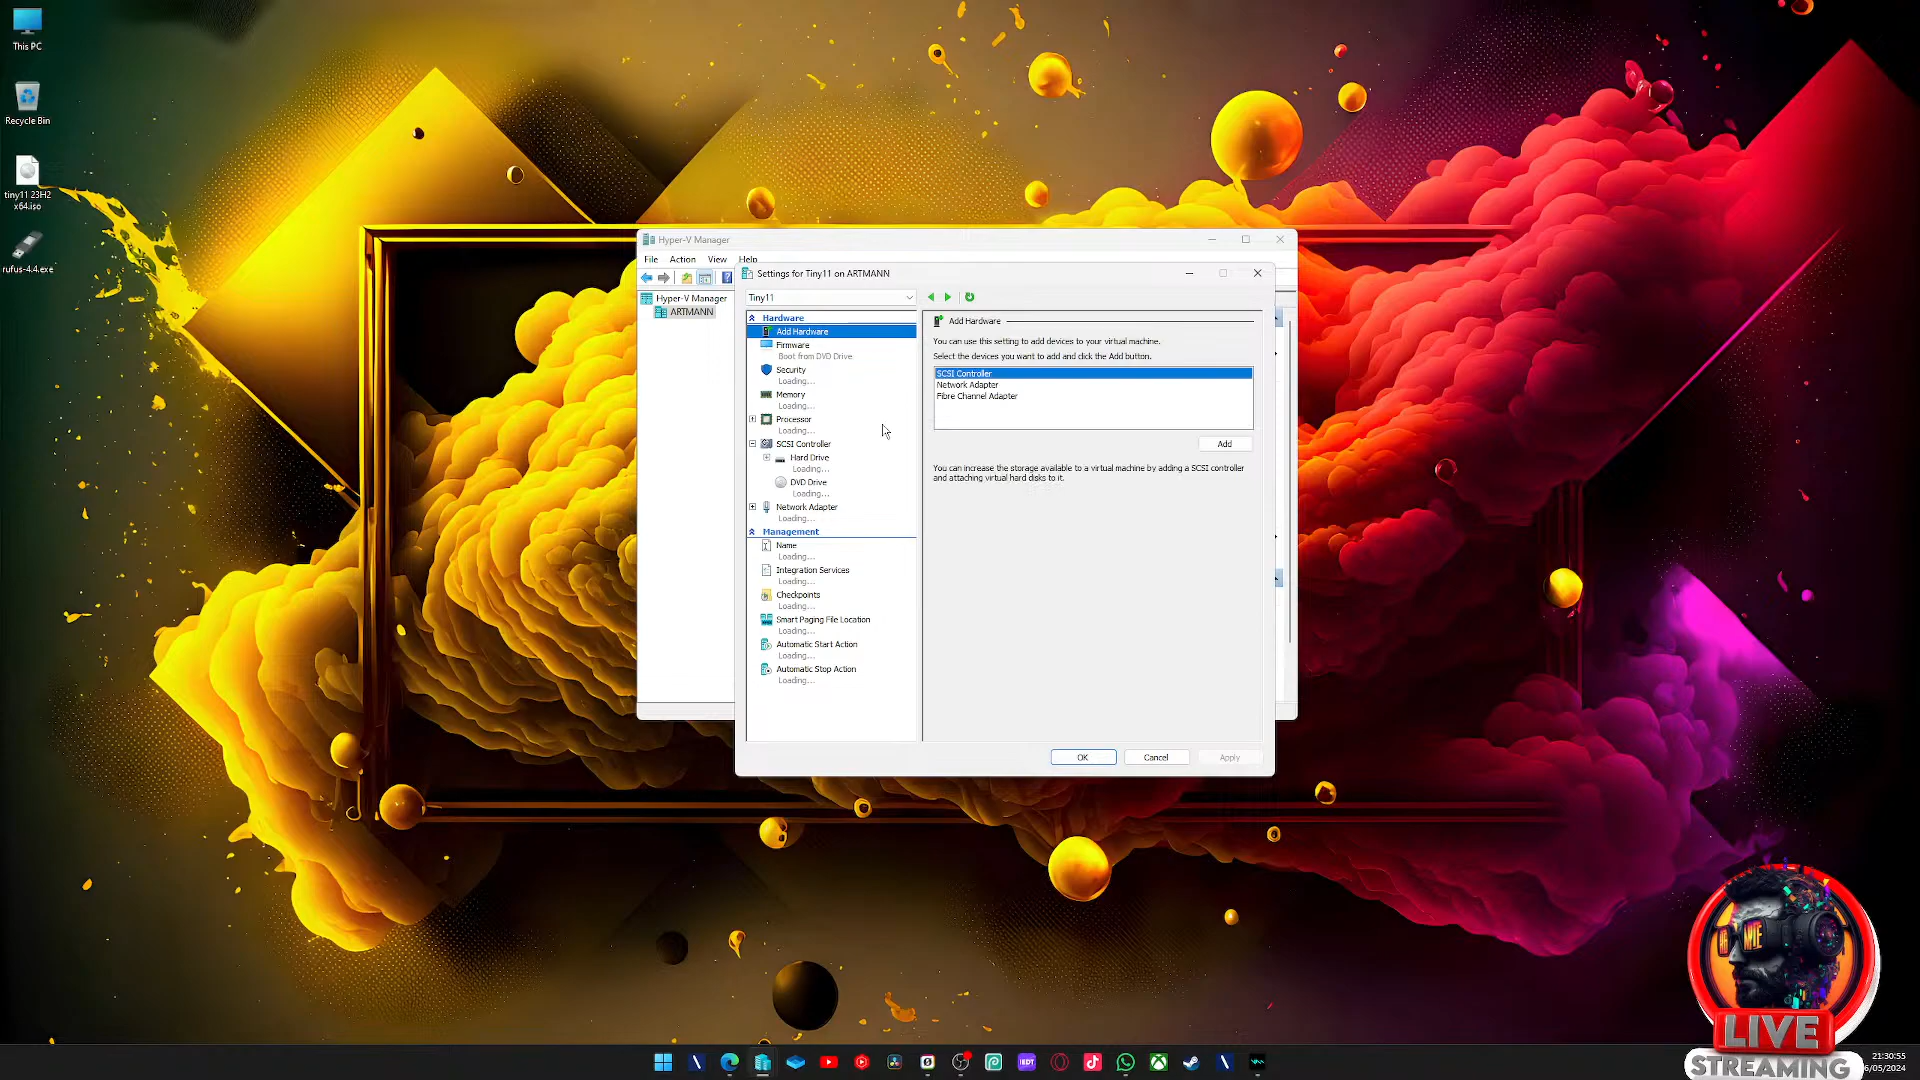 This PC
Recycle Bin
tiny11 23H2
x64.iso
rufus-4.4.exe
Hyper-V Manager
File Action View Help
Hyper-V Manager
ARTMANN
Settings for Tiny11 on ARTMANN
Tiny11
Hardware
Add Hardware
Firmware
Boot from DVD Drive
Security
Loading...
Memory
Loading...
Processor
Loading...
SCSI Controller
Hard Drive
Loading...
DVD Drive
Loading...
Network Adapter
Loading...
Management
Name
Loading...
Integration Services
Loading...
Checkpoints
Loading...
Smart Paging File Location
Loading...
Automatic Start Action
Loading...
Automatic Stop Action
Loading...
Add Hardware
You can use this setting to add devices to your virtual machine.
Select the devices you want to add and click the Add button.
SCSI Controller
Network Adapter
Fibre Channel Adapter
Add
You can increase the storage available to a virtual machine by adding a SCSI controller
and attaching virtual hard disks to it.
OK Cancel Apply
LIVE
STREAMING
21:30:55
6/05/2024